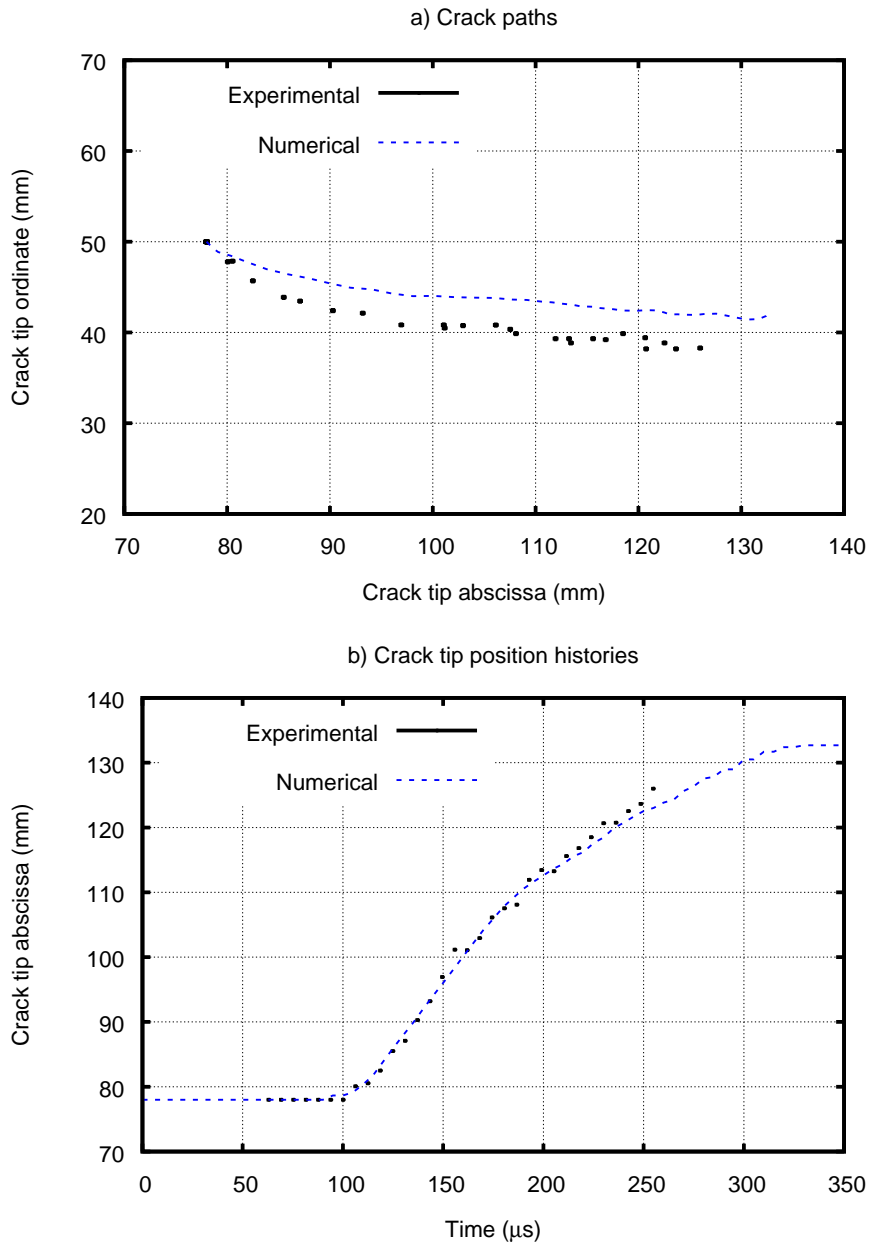 a) Crack paths
70
60
50
40
30
20
Crack tip ordinate (mm)
Experimental
Numerical
70 80 90 100 110 120 130 140
Crack tip abscissa (mm)
b) Crack tip position histories
140
130
120
110
100
90
80
70
Crack tip abscissa (mm)
Experimental
Numerical
0 50 100 150 200 250 300 350
Time (μs)